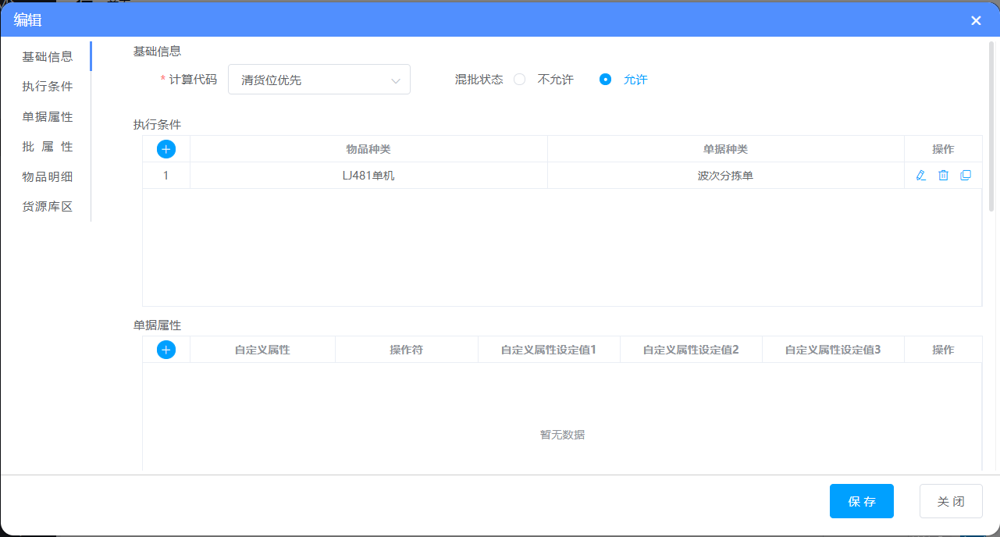 编辑
基础信息
执行条件
单据属性
批 属 性
物品明细
货源库区
基础信息
* 计算代码 清货位优先 混批状态 不允许 允许
执行条件
物品种类 单据种类 操作
1 LJ481单机 波次分拣单
单据属性
自定义属性 操作符 自定义属性设定值1 自定义属性设定值2 自定义属性设定值3 操作
暂无数据
保 存 关 闭